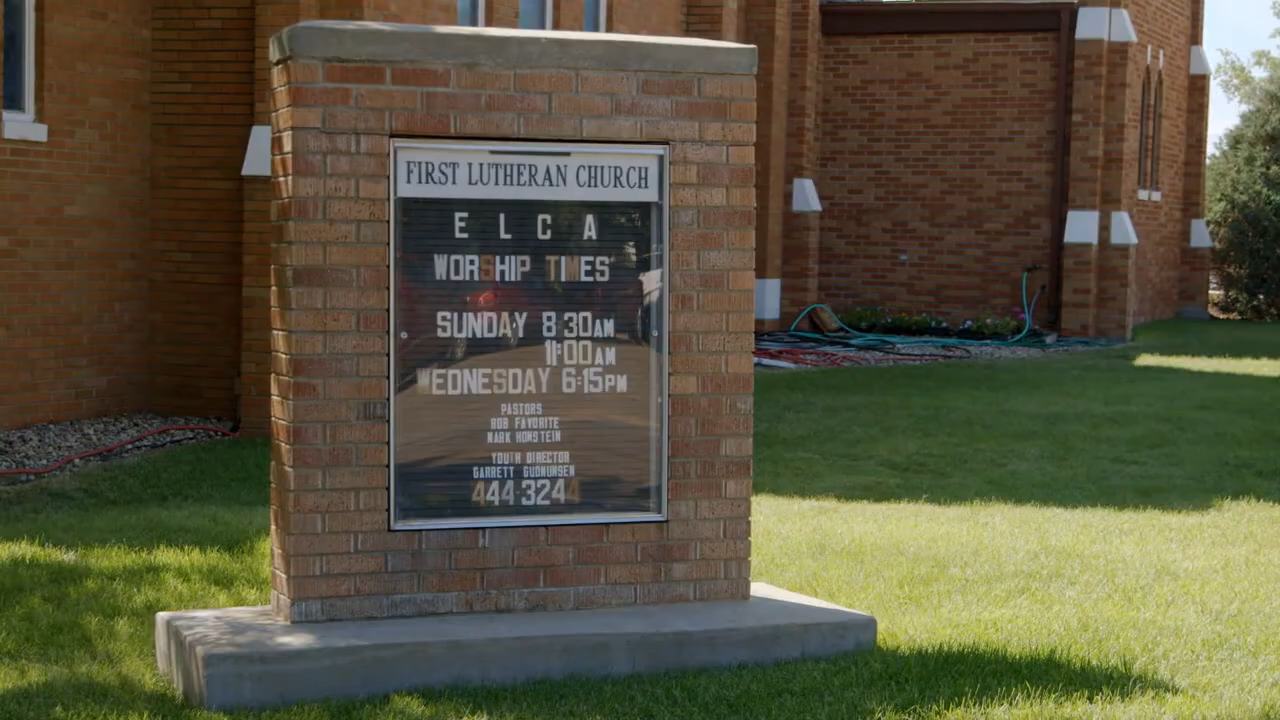 FIRST LUTHERAN CHURCH
E L C A
WORSHIP TIMES
SUNDAY 8:30AM
11:00AM
WEDNESDAY 6:15PM
PASTORS
ROB FAVORITE
MARK HONSTEIN
YOUTH DIRECTOR
GARRETT GUDMUNSEN
444-3244